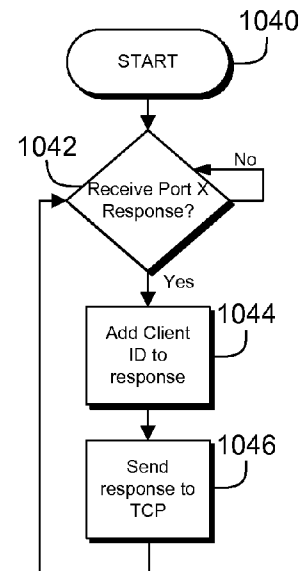 1040
START
1042
No
Receive Port X
Response?
Yes
1044
Add Client
ID to
response
1046
Send
response to
TCP